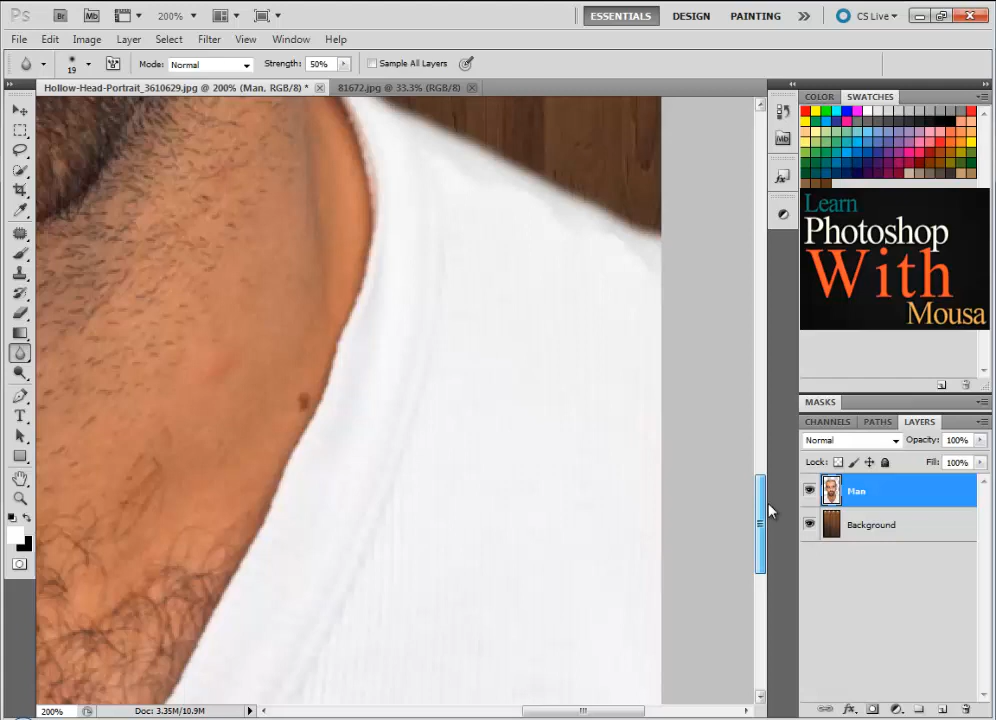 Ps Br Mb 200% ESSENTIALS DESIGN PAINTING CS Live
File Edit Image Layer Select Filter View Window Help
19 Mode: Normal Strength: 50% Sample All Layers
Hollow-Head-Portrait_3610629.jpg @ 200% (Man, RGB/8) * 81672.jpg @ 33.3% (RGB/8)
COLOR SWATCHES
Learn
Photoshop
With
Mousa
MASKS
CHANNELS PATHS LAYERS
Normal Opacity: 100%
Lock: Fill: 100%
Man
Background
200% Doc: 3.35M/10.9M